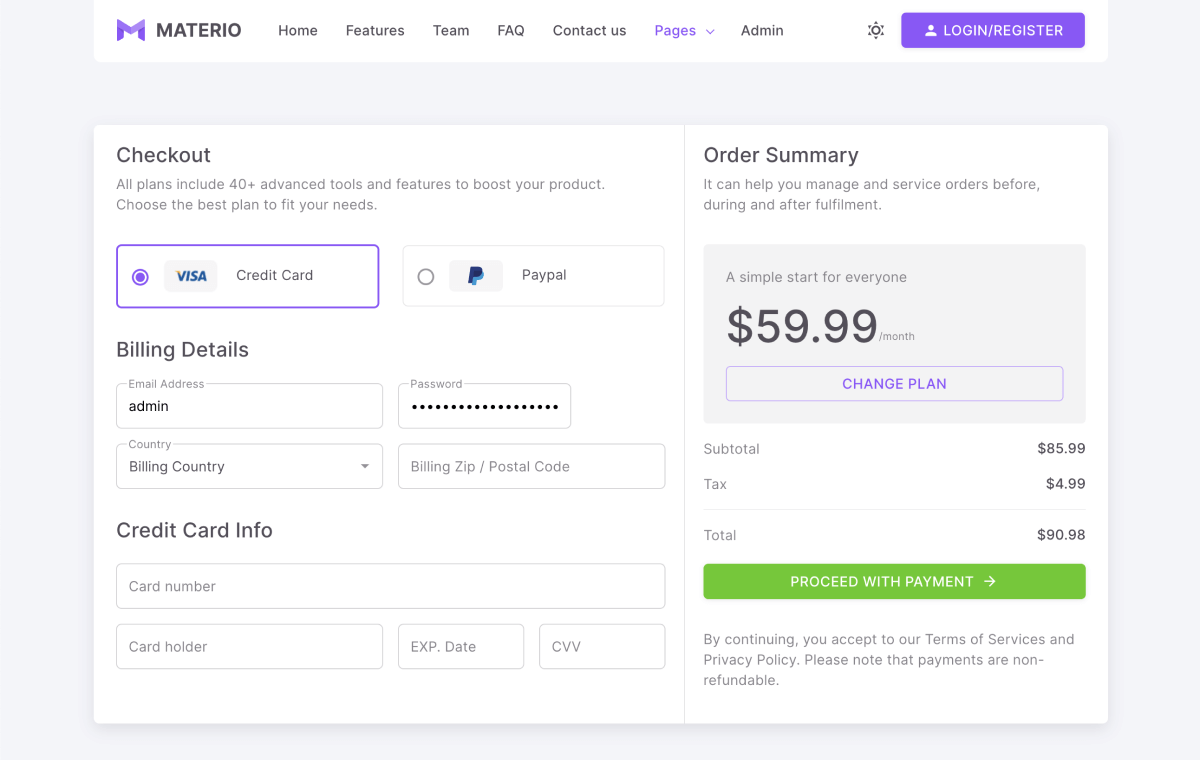 MATERIO
Home
Features
Team
FAQ
Contact us
Pages
Admin
LOGIN/REGISTER
Checkout
All plans include 40+ advanced tools and features to boost your product.
Choose the best plan to fit your needs.
VISA
Credit Card
Paypal
Billing Details
Email Address
admin
Password
•••••••••••••••••••
Country
Billing Country
Billing Zip / Postal Code
Credit Card Info
Card number
Card holder
EXP. Date
CVV
Order Summary
It can help you manage and service orders before,
during and after fulfilment.
A simple start for everyone
$59.99/month
CHANGE PLAN
Subtotal $85.99
Tax $4.99
Total $90.98
PROCEED WITH PAYMENT →
By continuing, you accept to our Terms of Services and
Privacy Policy. Please note that payments are non-
refundable.